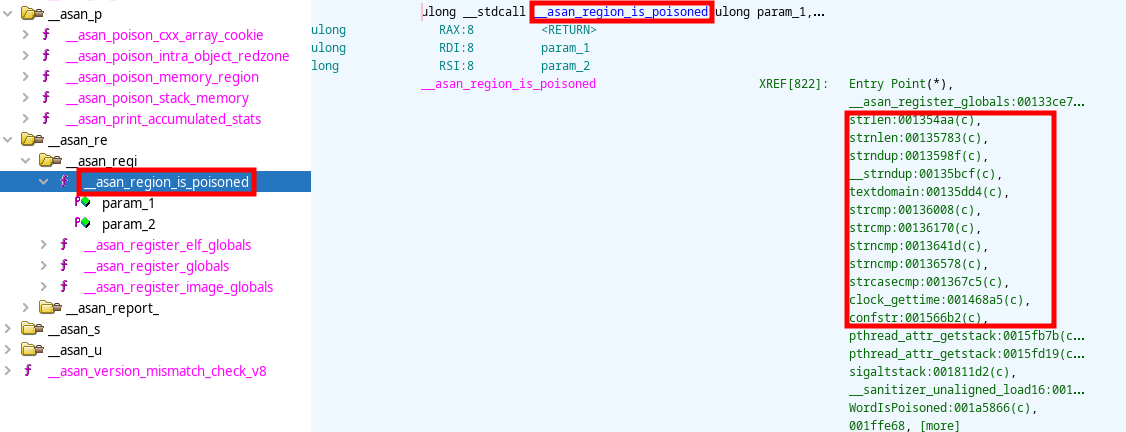 __asan_p
__asan_poison_cxx_array_cookie
__asan_poison_intra_object_redzone
__asan_poison_memory_region
__asan_poison_stack_memory
__asan_print_accumulated_stats
__asan_re
__asan_regi
__asan_region_is_poisoned
param_1
param_2
__asan_register_elf_globals
__asan_register_globals
__asan_register_image_globals
__asan_report_
__asan_s
__asan_u
__asan_version_mismatch_check_v8
ulong __stdcall __asan_region_is_poisoned ulong param_1,...
ulong RAX:8 <RETURN>
ulong RDI:8 param_1
long RSI:8 param_2
__asan_region_is_poisoned XREF[822]: Entry Point(*),
__asan_register_globals:00133ce7...
strlen:001354aa(c),
strnlen:00135783(c),
strndup:0013598f(c),
__strndup:00135bcf(c),
textdomain:00135dd4(c),
strcmp:00136008(c),
strcmp:00136170(c),
strncmp:0013641d(c),
strncmp:00136578(c),
strcasecmp:001367c5(c),
clock_gettime:001468a5(c),
confstr:001566b2(c),
pthread_attr_getstack:0015fb7b(c...
pthread_attr_getstack:0015fd19(c...
sigaltstack:001811d2(c),
__sanitizer_unaligned_load16:001...
WordIsPoisoned:001a5866(c),
001ffe68, [more]